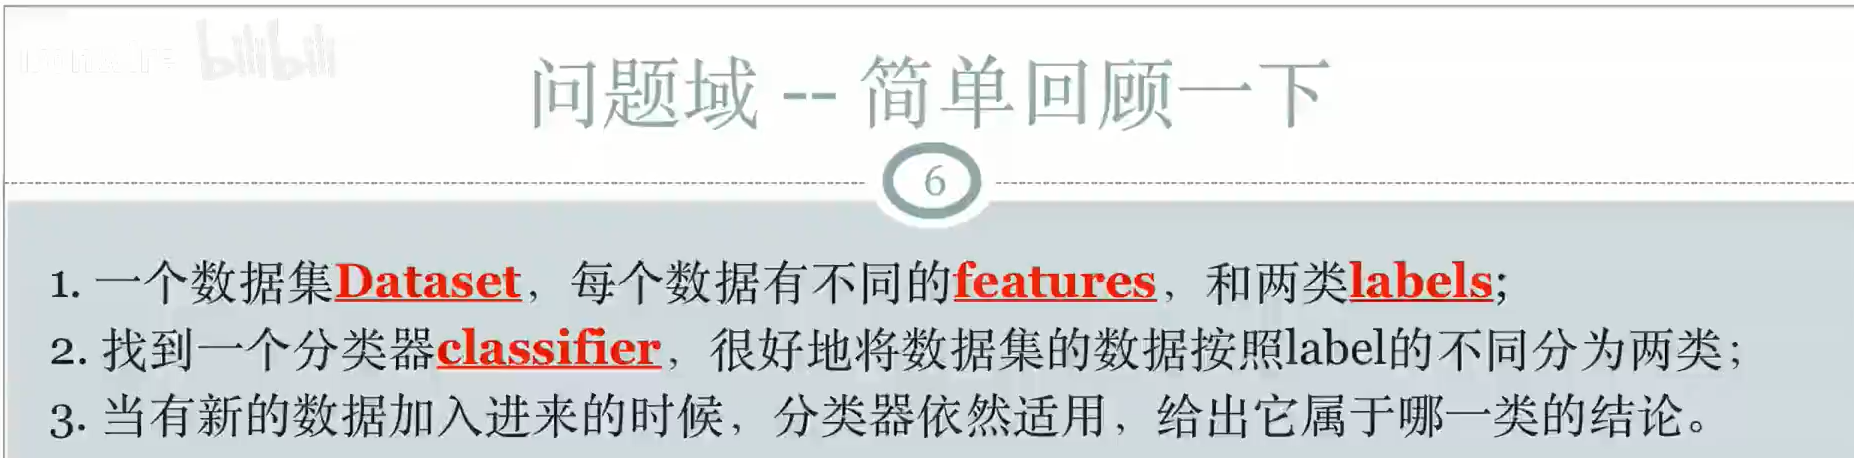 bilibili
问题域 -- 简单回顾一下
6
1. 一个数据集Dataset，每个数据有不同的features，和两类labels;
2. 找到一个分类器classifier，很好地将数据集的数据按照label的不同分为两类；
3. 当有新的数据加入进来的时候，分类器依然适用，给出它属于哪一类的结论。